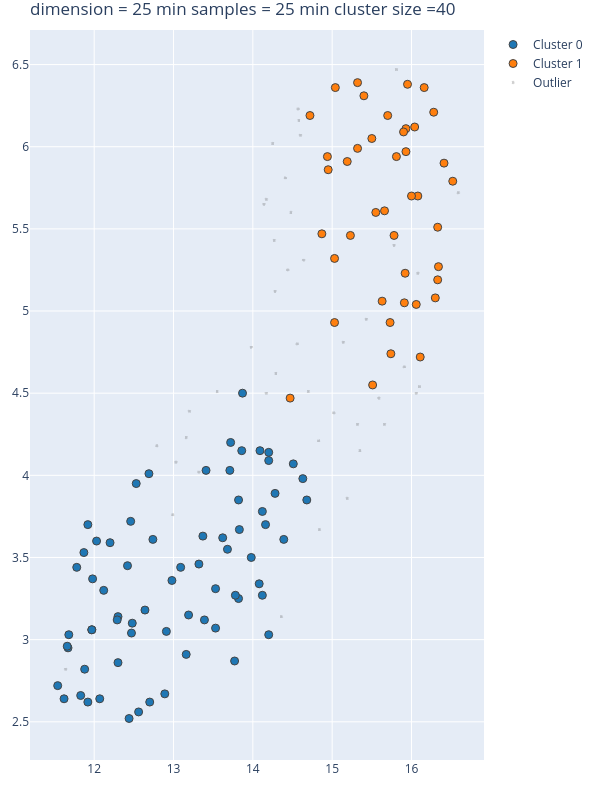 dimension = 25 min samples = 25 min cluster size =40
Cluster 0
Cluster 1
Outlier
6.5
6
5.5
5
4.5
4
3.5
3
2.5
12 13 14 15 16